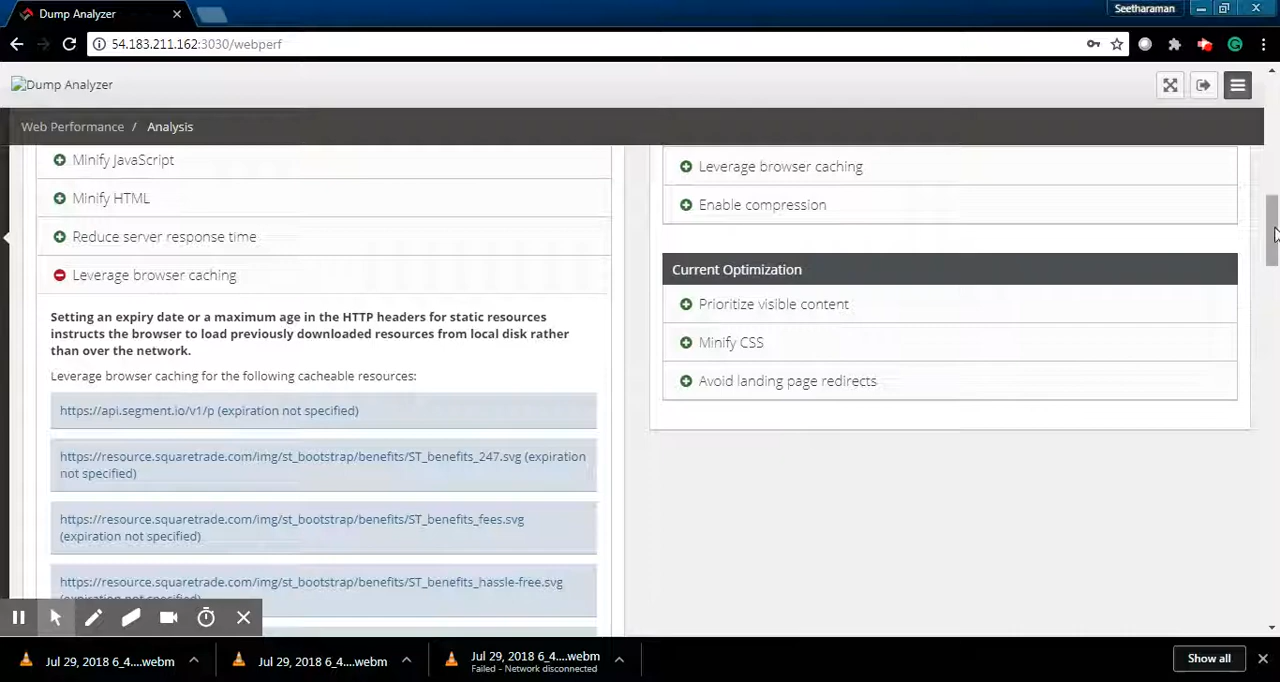 Dump Analyzer
Seetharaman
54.183.211.162:3030/webperf
Dump Analyzer
Web Performance / Analysis
Minify JavaScript
Minify HTML
Reduce server response time
Leverage browser caching
Setting an expiry date or a maximum age in the HTTP headers for static resources
instructs the browser to load previously downloaded resources from local disk rather
than over the network.
Leverage browser caching for the following cacheable resources:
https://api.segment.io/v1/p (expiration not specified)
https://resource.squaretrade.com/img/st_bootstrap/benefits/ST_benefits_247.svg (expiration
not specified)
https://resource.squaretrade.com/img/st_bootstrap/benefits/ST_benefits_fees.svg
(expiration not specified)
https://resource.squaretrade.com/img/st_bootstrap/benefits/ST_benefits_hassle-free.svg
(expiration not specified)
Leverage browser caching
Enable compression
Current Optimization
Prioritize visible content
Minify CSS
Avoid landing page redirects
Jul 29, 2018 6_4....webm
Jul 29, 2018 6_4....webm
Jul 29, 2018 6_4....webm
Failed - Network disconnected
Show all